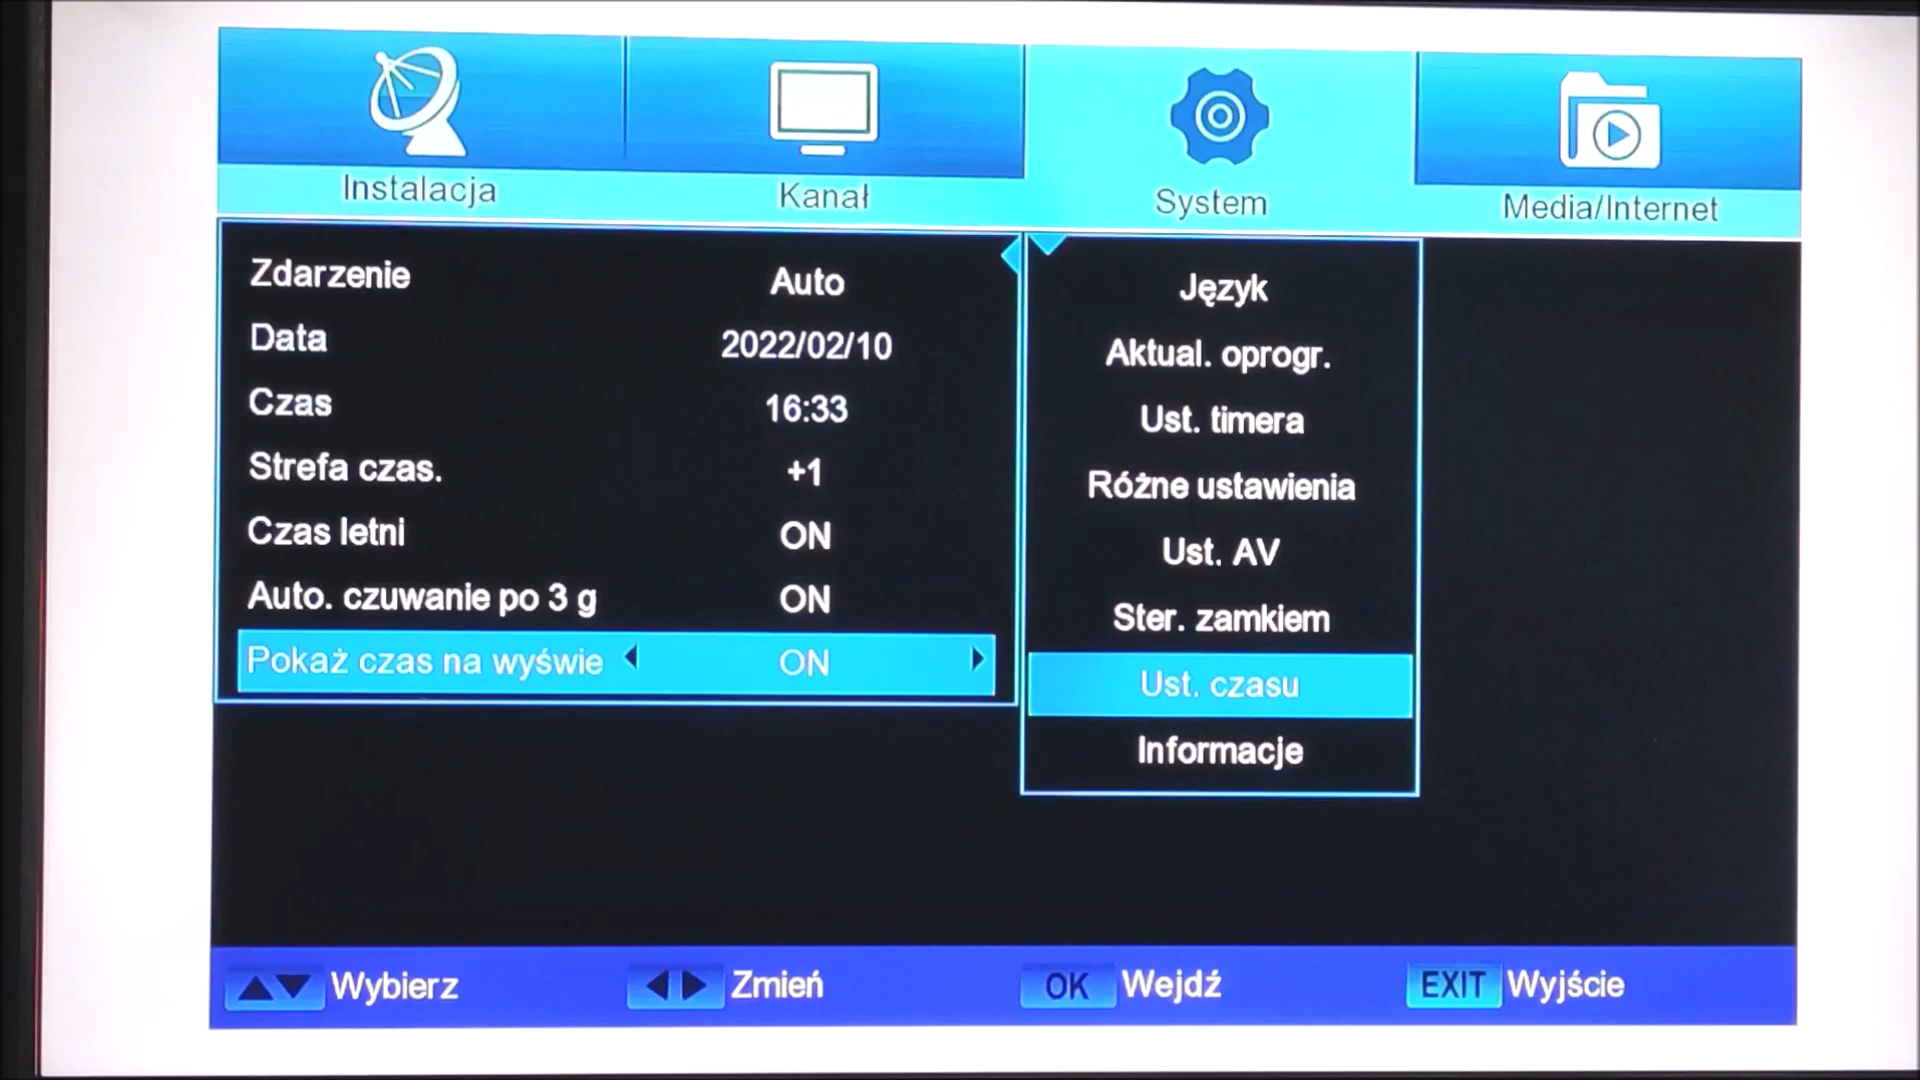 Instalacja
Kanał
System
Media/Internet
Zdarzenie Auto
Data 2022/02/10
Czas 16:33
Strefa czas. +1
Czas letni ON
Auto. czuwanie po 3 g ON
Pokaż czas na wyświe ON
Język
Aktual. oprogr.
Ust. timera
Różne ustawienia
Ust. AV
Ster. zamkiem
Ust. czasu
Informacje
Wybierz
Zmień
OK Wejdź
EXIT Wyjście